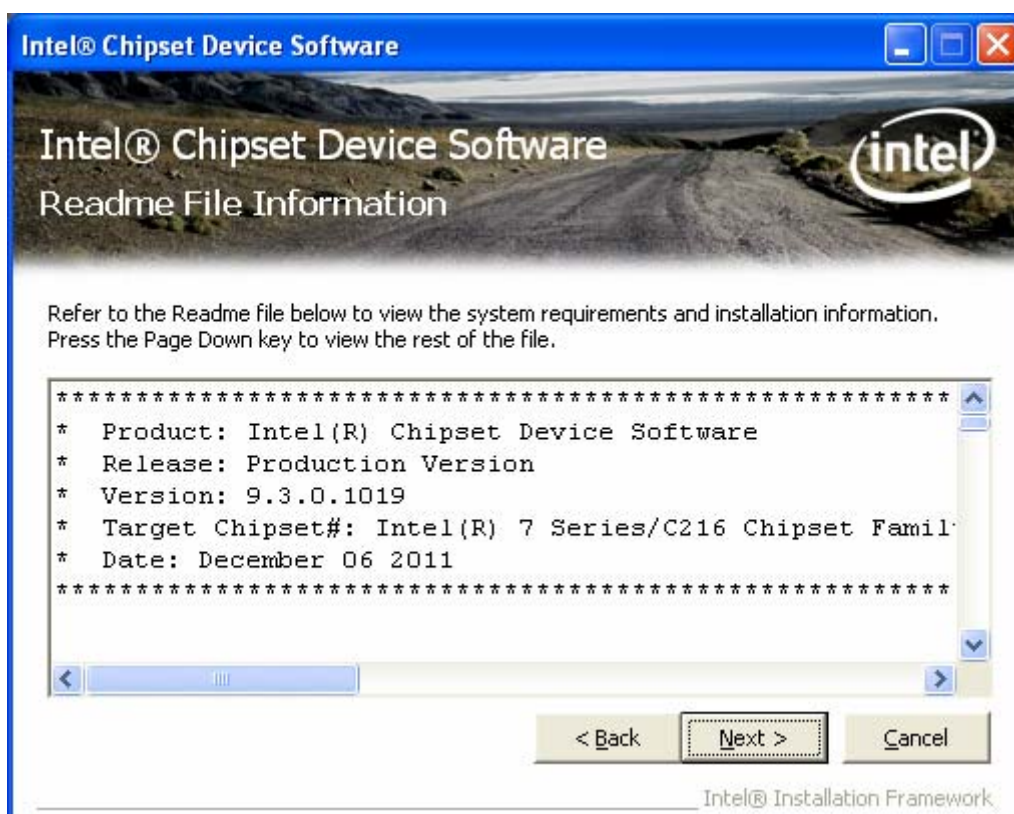 Intel® Chipset Device Software
Intel® Chipset Device Software
intel
Readme File Information
Refer to the Readme file below to view the system requirements and installation information.
Press the Page Down key to view the rest of the file.
*******************************************************
* Product: Intel(R) Chipset Device Software
* Release: Production Version
* Version: 9.3.0.1019
* Target Chipset#: Intel(R) 7 Series/C216 Chipset Famil
* Date: December 06 2011
*******************************************************
< Back
Next >
Cancel
Intel® Installation Framework